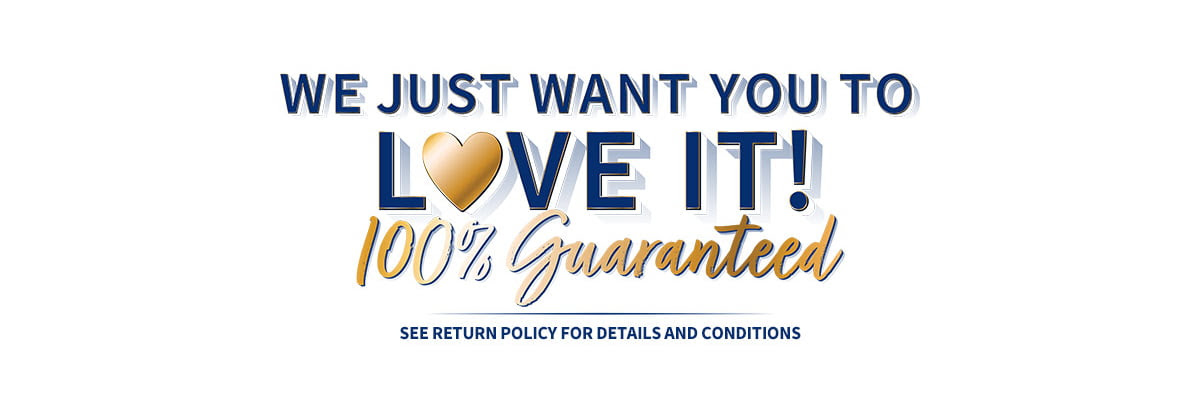 WE JUST WANT YOU TO
LOVE IT!
100% Guaranteed
SEE RETURN POLICY FOR DETAILS AND CONDITIONS